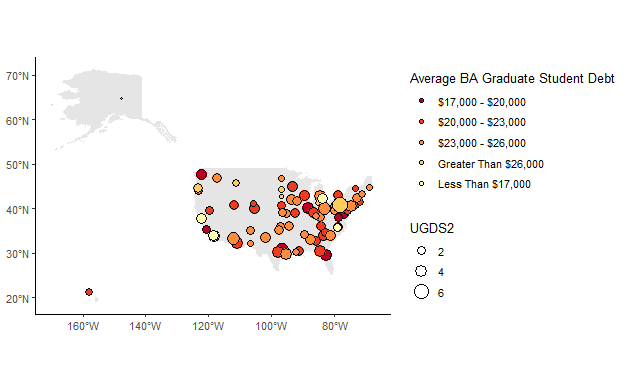 70°N
60°N
50°N
40°N
30°N
20°N
160°W
140°W
120°W
100°W
80°W
Average BA Graduate Student Debt
$17,000 - $20,000
$20,000 - $23,000
$23,000 - $26,000
Greater Than $26,000
Less Than $17,000
UGDS2
2
4
6